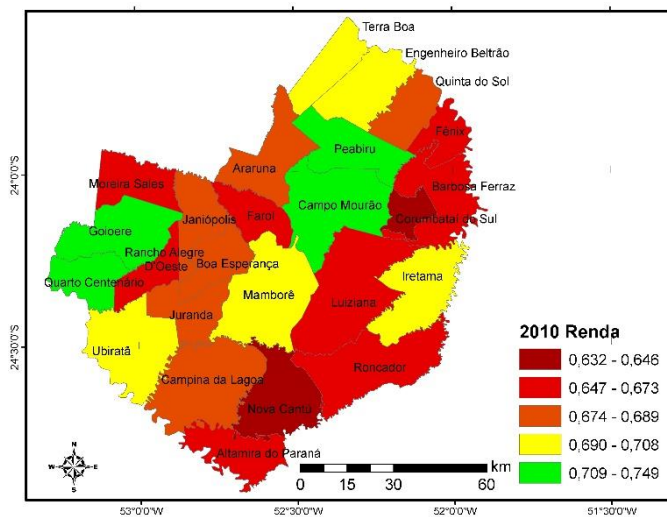 Terra Boa
Engenheiro Beltrão
Quinta do Sol
Fênix
Peabiru
Araruna
24°0'0"S
Moreira Sales
Barbosa Ferraz
Janiópolis
Farol
Campo Mourão
Corumbataí do Sul
Goioere
Rancho Alegre
D'Oeste
Boa Esperança
Iretama
Quarto Centenário
Mamborê
Luiziana
Juranda
2010 Renda
24°30'0"S
Ubiratã
0,632 - 0,646
Roncador
0,647 - 0,673
Campina da Lagoa
0,674 - 0,689
Nova Cantú
0,690 - 0,708
Altamira do Paraná
0,709 - 0,749
N
W E
S
km
0 15 30 60
53°0'0"W 52°30'0"W 52°0'0"W 51°30'0"W